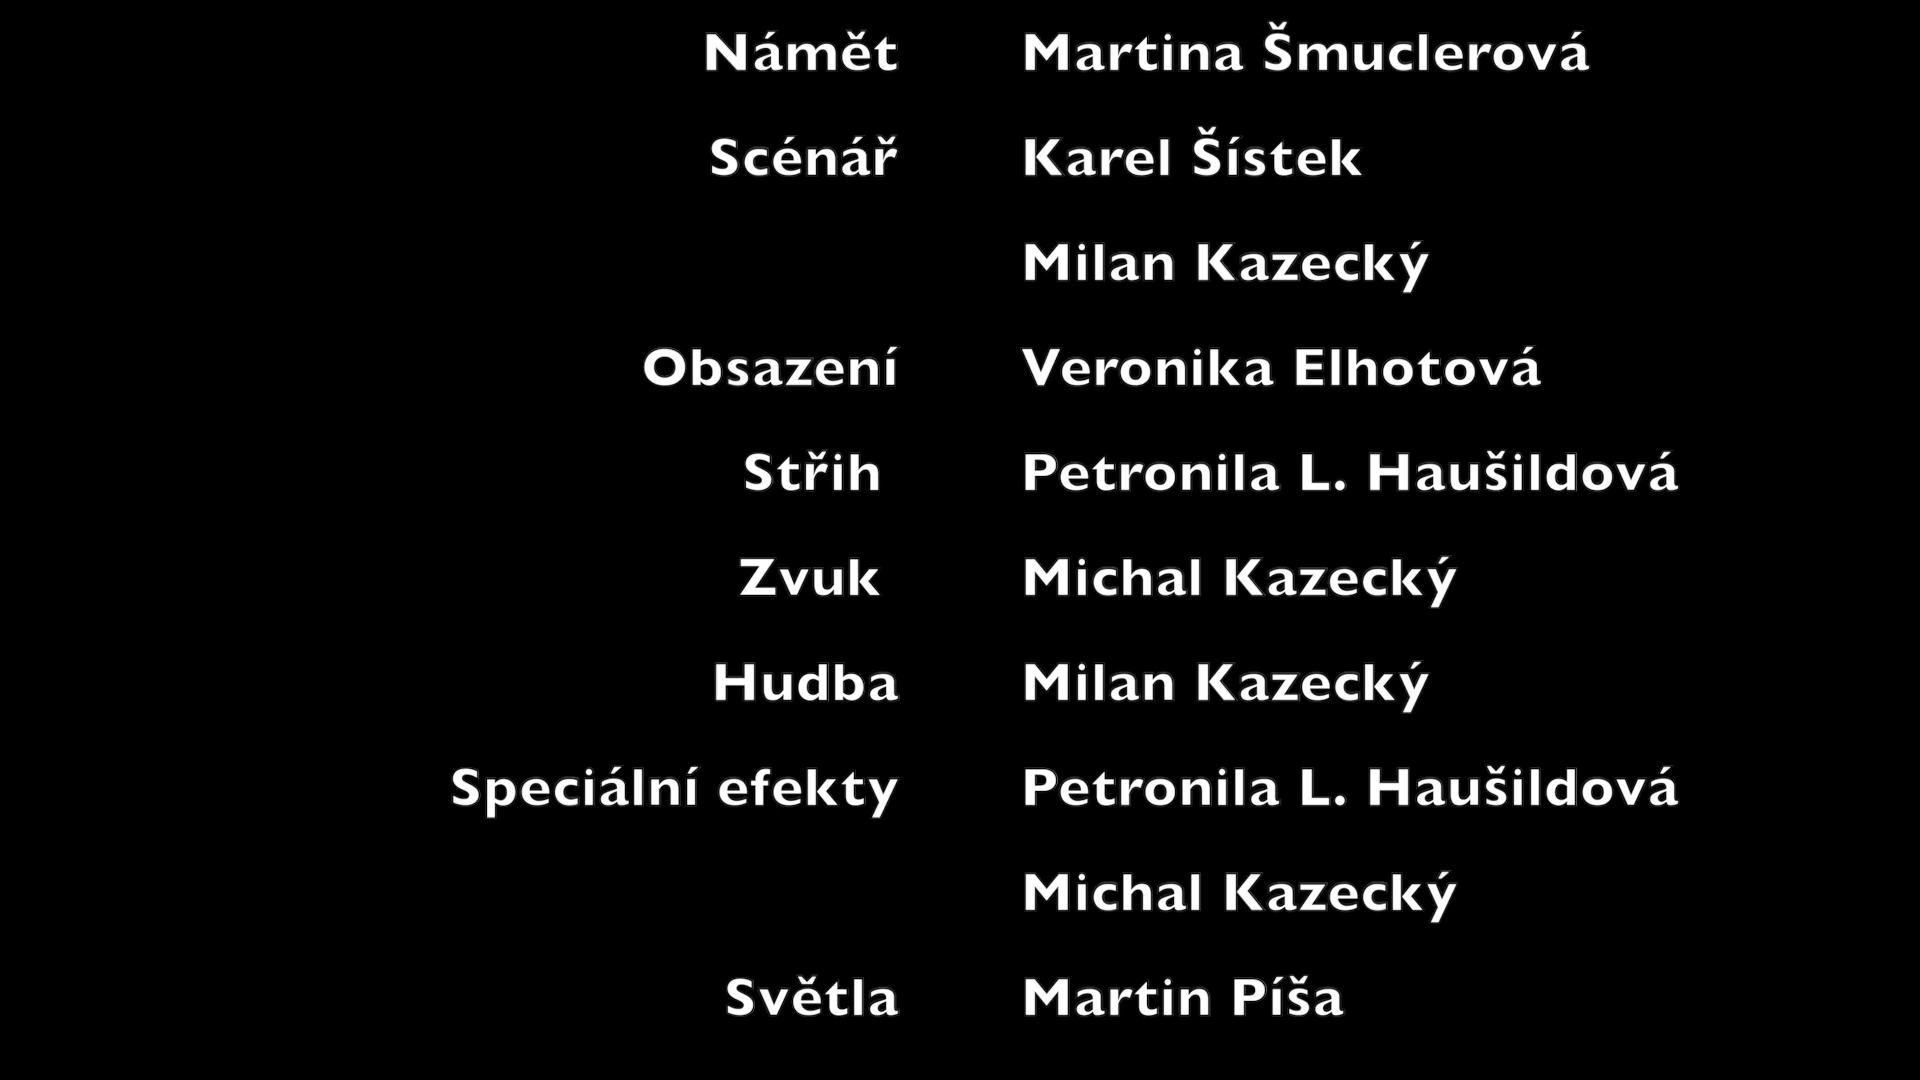 Námět Martina Šmuclerová
Scénář Karel Šístek
Milan Kazecký
Obsazení Veronika Elhotová
Střih Petronila L. Haušildová
Zvuk Michal Kazecký
Hudba Milan Kazecký
Speciální efekty Petronila L. Haušildová
Michal Kazecký
Světla Martin Píša